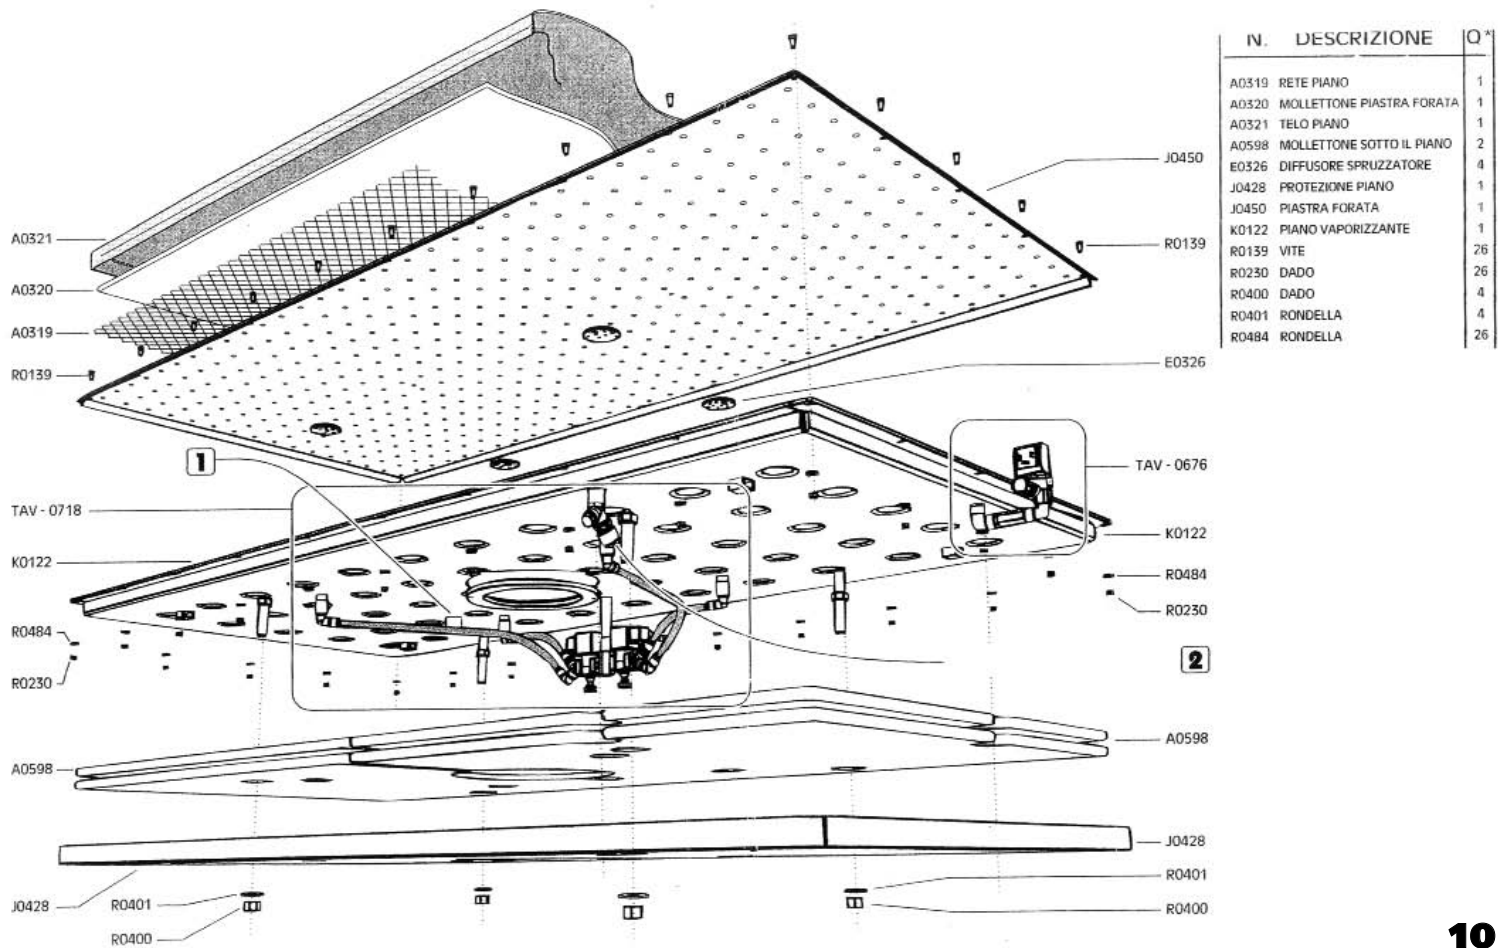 N. DESCRIZIONE Q*
A0319 RETE PIANO 1
A0320 MOLLETTONE PIASTRA FORATA 1
A0321 TELO PIANO 1
A0598 MOLLETTONE SOTTO IL PIANO 2
E0326 DIFFUSORE SPRUZZATORE 4
J0428 PROTEZIONE PIANO 1
J0450 PIASTRA FORATA 1
K0122 PIANO VAPORIZZANTE 1
R0139 VITE 26
R0230 DADO 26
R0400 DADO 4
R0401 RONDELLA 4
R0484 RONDELLA 26
J0450
A0321
R0139
A0320
A0319
E0326
R0139
1
TAV - 0676
TAV - 0718
K0122
K0122
R0484
R0230
R0484
2
R0230
A0598
A0598
J0428
R0401
J0428
R0401
R0400
R0400
10